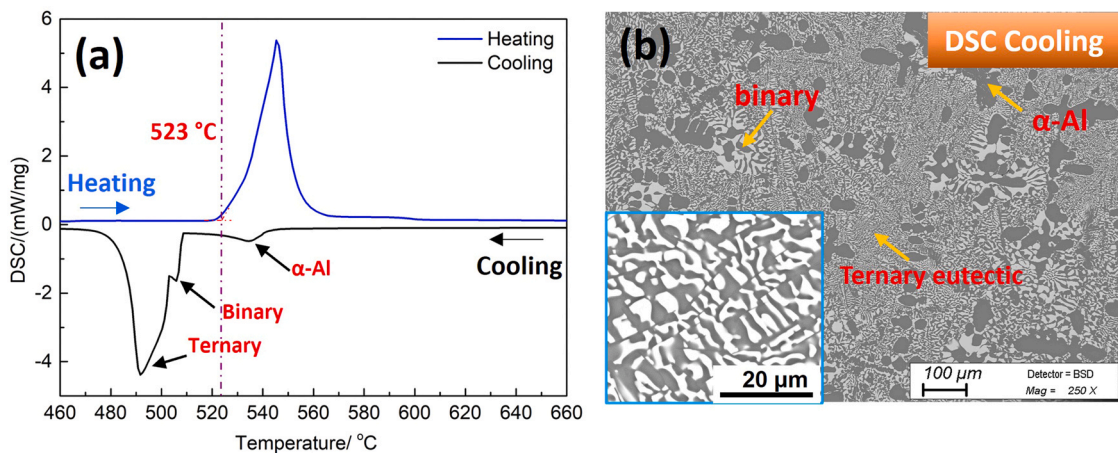 (a)
Heating
Cooling
523 °C
Heating
α-Al
Cooling
Binary
Ternary
6
4
2
0
-2
-4
DSC/(mW/mg)
460 480 500 520 540 560 580 600 620 640 660
Temperature/ °C
(b)
DSC Cooling
binary
α-Al
Ternary eutectic
20 μm
100 μm
Detector = BSD
Mag = 250 X